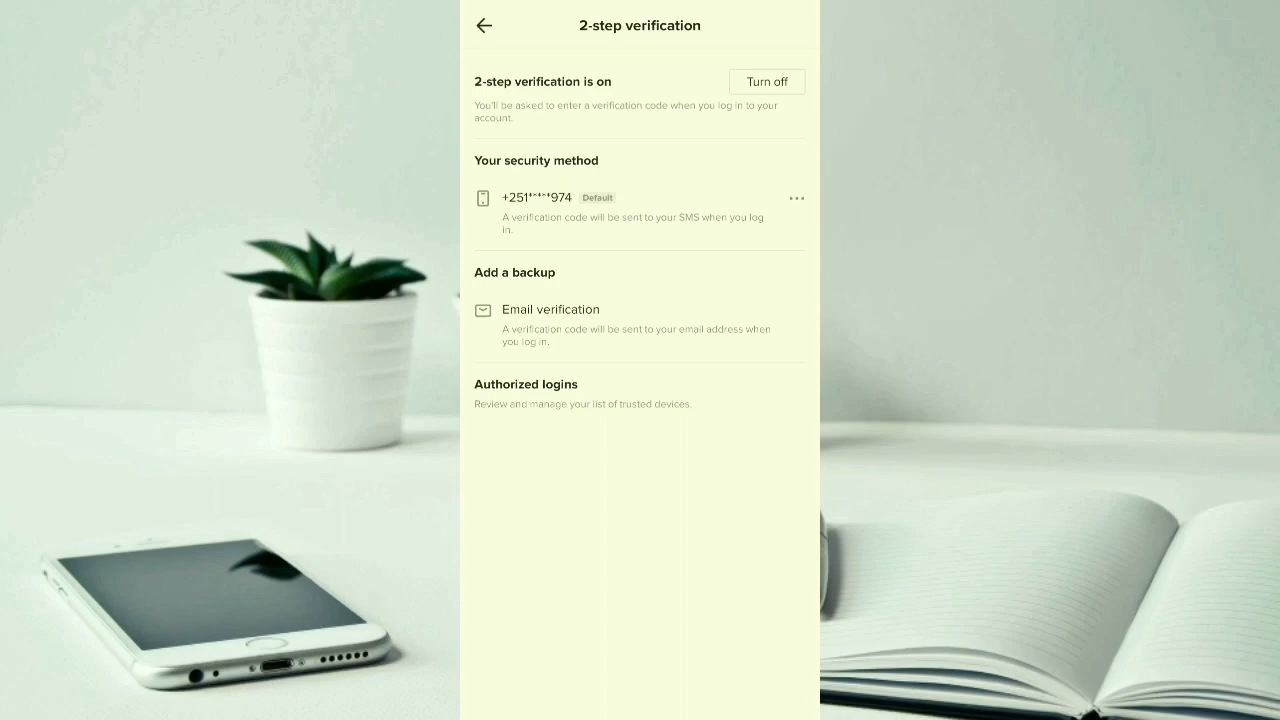 2-step verification
2-step verification is on
Turn off
You'll be asked to enter a verification code when you log in to your
account.
Your security method
+251*****974 Default
A verification code will be sent to your SMS when you log
in.
Add a backup
Email verification
A verification code will be sent to your email address when
you log in.
Authorized logins
Review and manage your list of trusted devices.